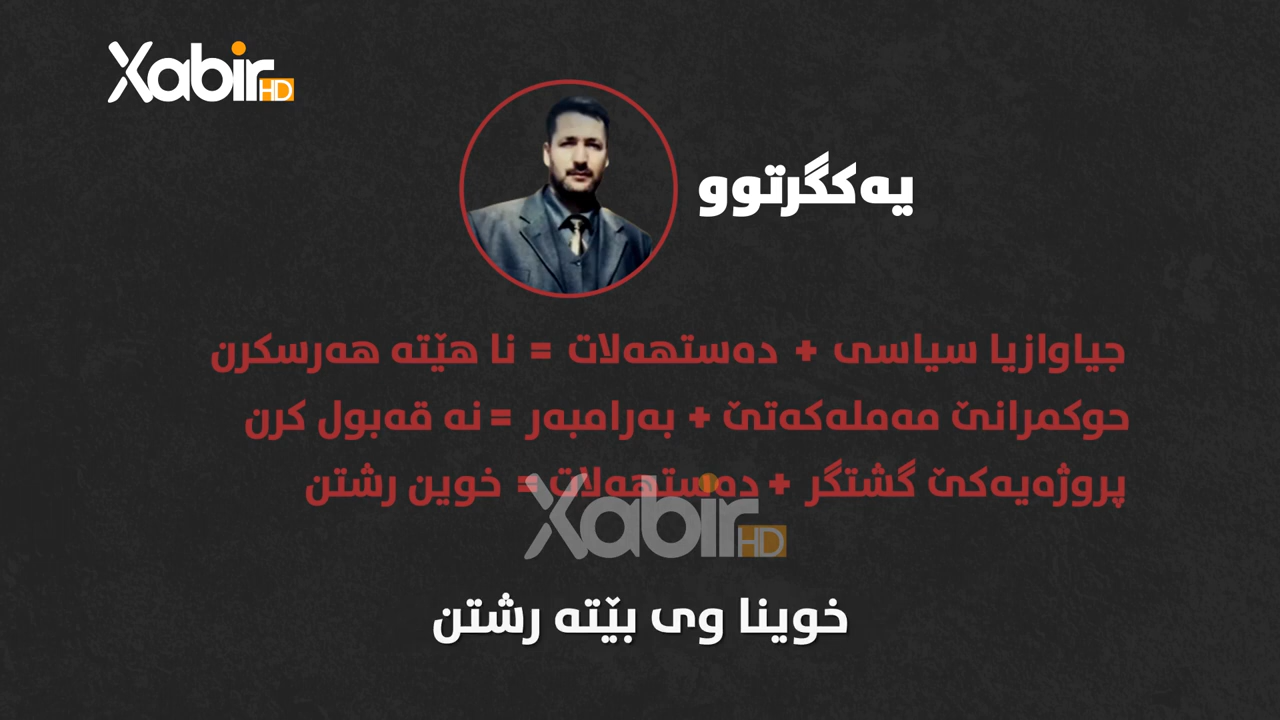 Xabir HD
یەکگرتوو
جیاوازیا سیاسی + دەستهەلات = نا هێتە هەرسکرن
حوکمرانێ مەملەکەتێ + بەرامبەر = نە قەبول کرن
پروژەیەکێ گشتگر + دەستهەلات = خوین رشتن
Xabir HD
خوینا وی بێتە رشتن